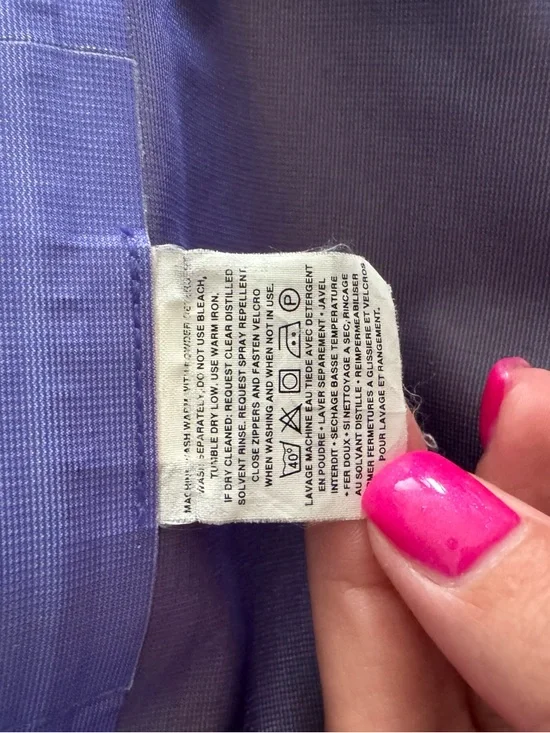 MACHINE WASH WARM WITH POWDER
WASH SEPARATELY, DO NOT USE BLEACH,
TUMBLE DRY LOW, USE WARM IRON.
IF DRY CLEANED: REQUEST CLEAR DISTILLED
SOLVENT RINSE. REQUEST SPRAY REPELLENT.
CLOSE ZIPPERS AND FASTEN VELCRO
WHEN WASHING AND WHEN NOT IN USE.
40° P
LAVAGE MACHINE EAU TIEDE AVEC DETERGENT
EN POUDRE • LAVER SEPAREMENT • JAVEL
INTERDIT • SECHAGE BASSE TEMPERATURE
• FER DOUX • SI NETTOYAGE A SEC, RINCAGE
AU SOLVANT DISTILLE • REIMPERMEABILISER
MER FERMETURES A GLISSIERE ET VELCROS
POUR LAVAGE ET RANGEMENT.